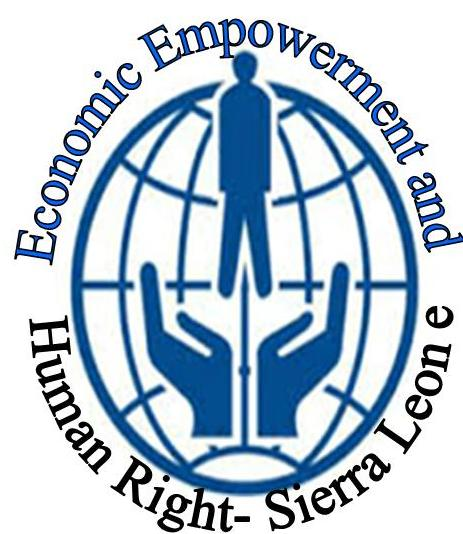 Economic Empowerment and
Human Right- Sierra Leon e